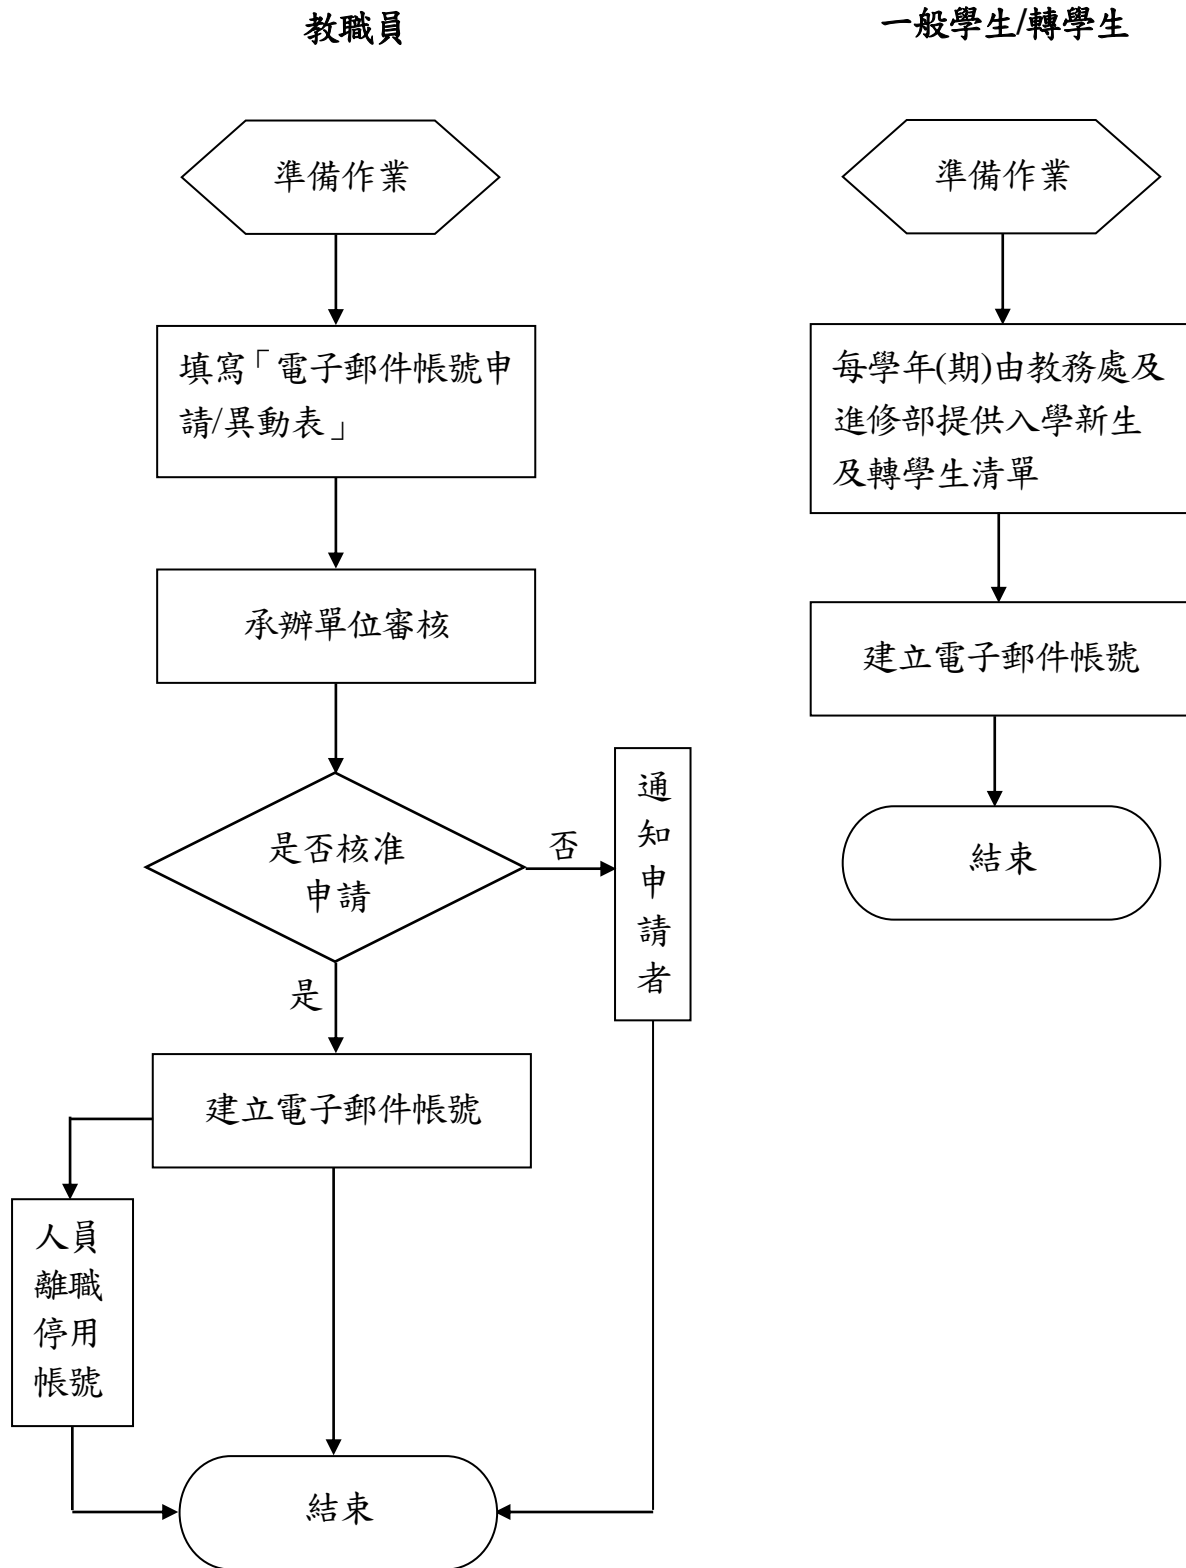 教職員
準備作業
填寫「電子郵件帳號申
請/異動表」
承辦單位審核
是否核准
申請
否
通
知
申
請
者
是
建立電子郵件帳號
人員
離職
停用
帳號
結束
一般學生/轉學生
準備作業
每學年(期)由教務處及
進修部提供入學新生
及轉學生清單
建立電子郵件帳號
結束